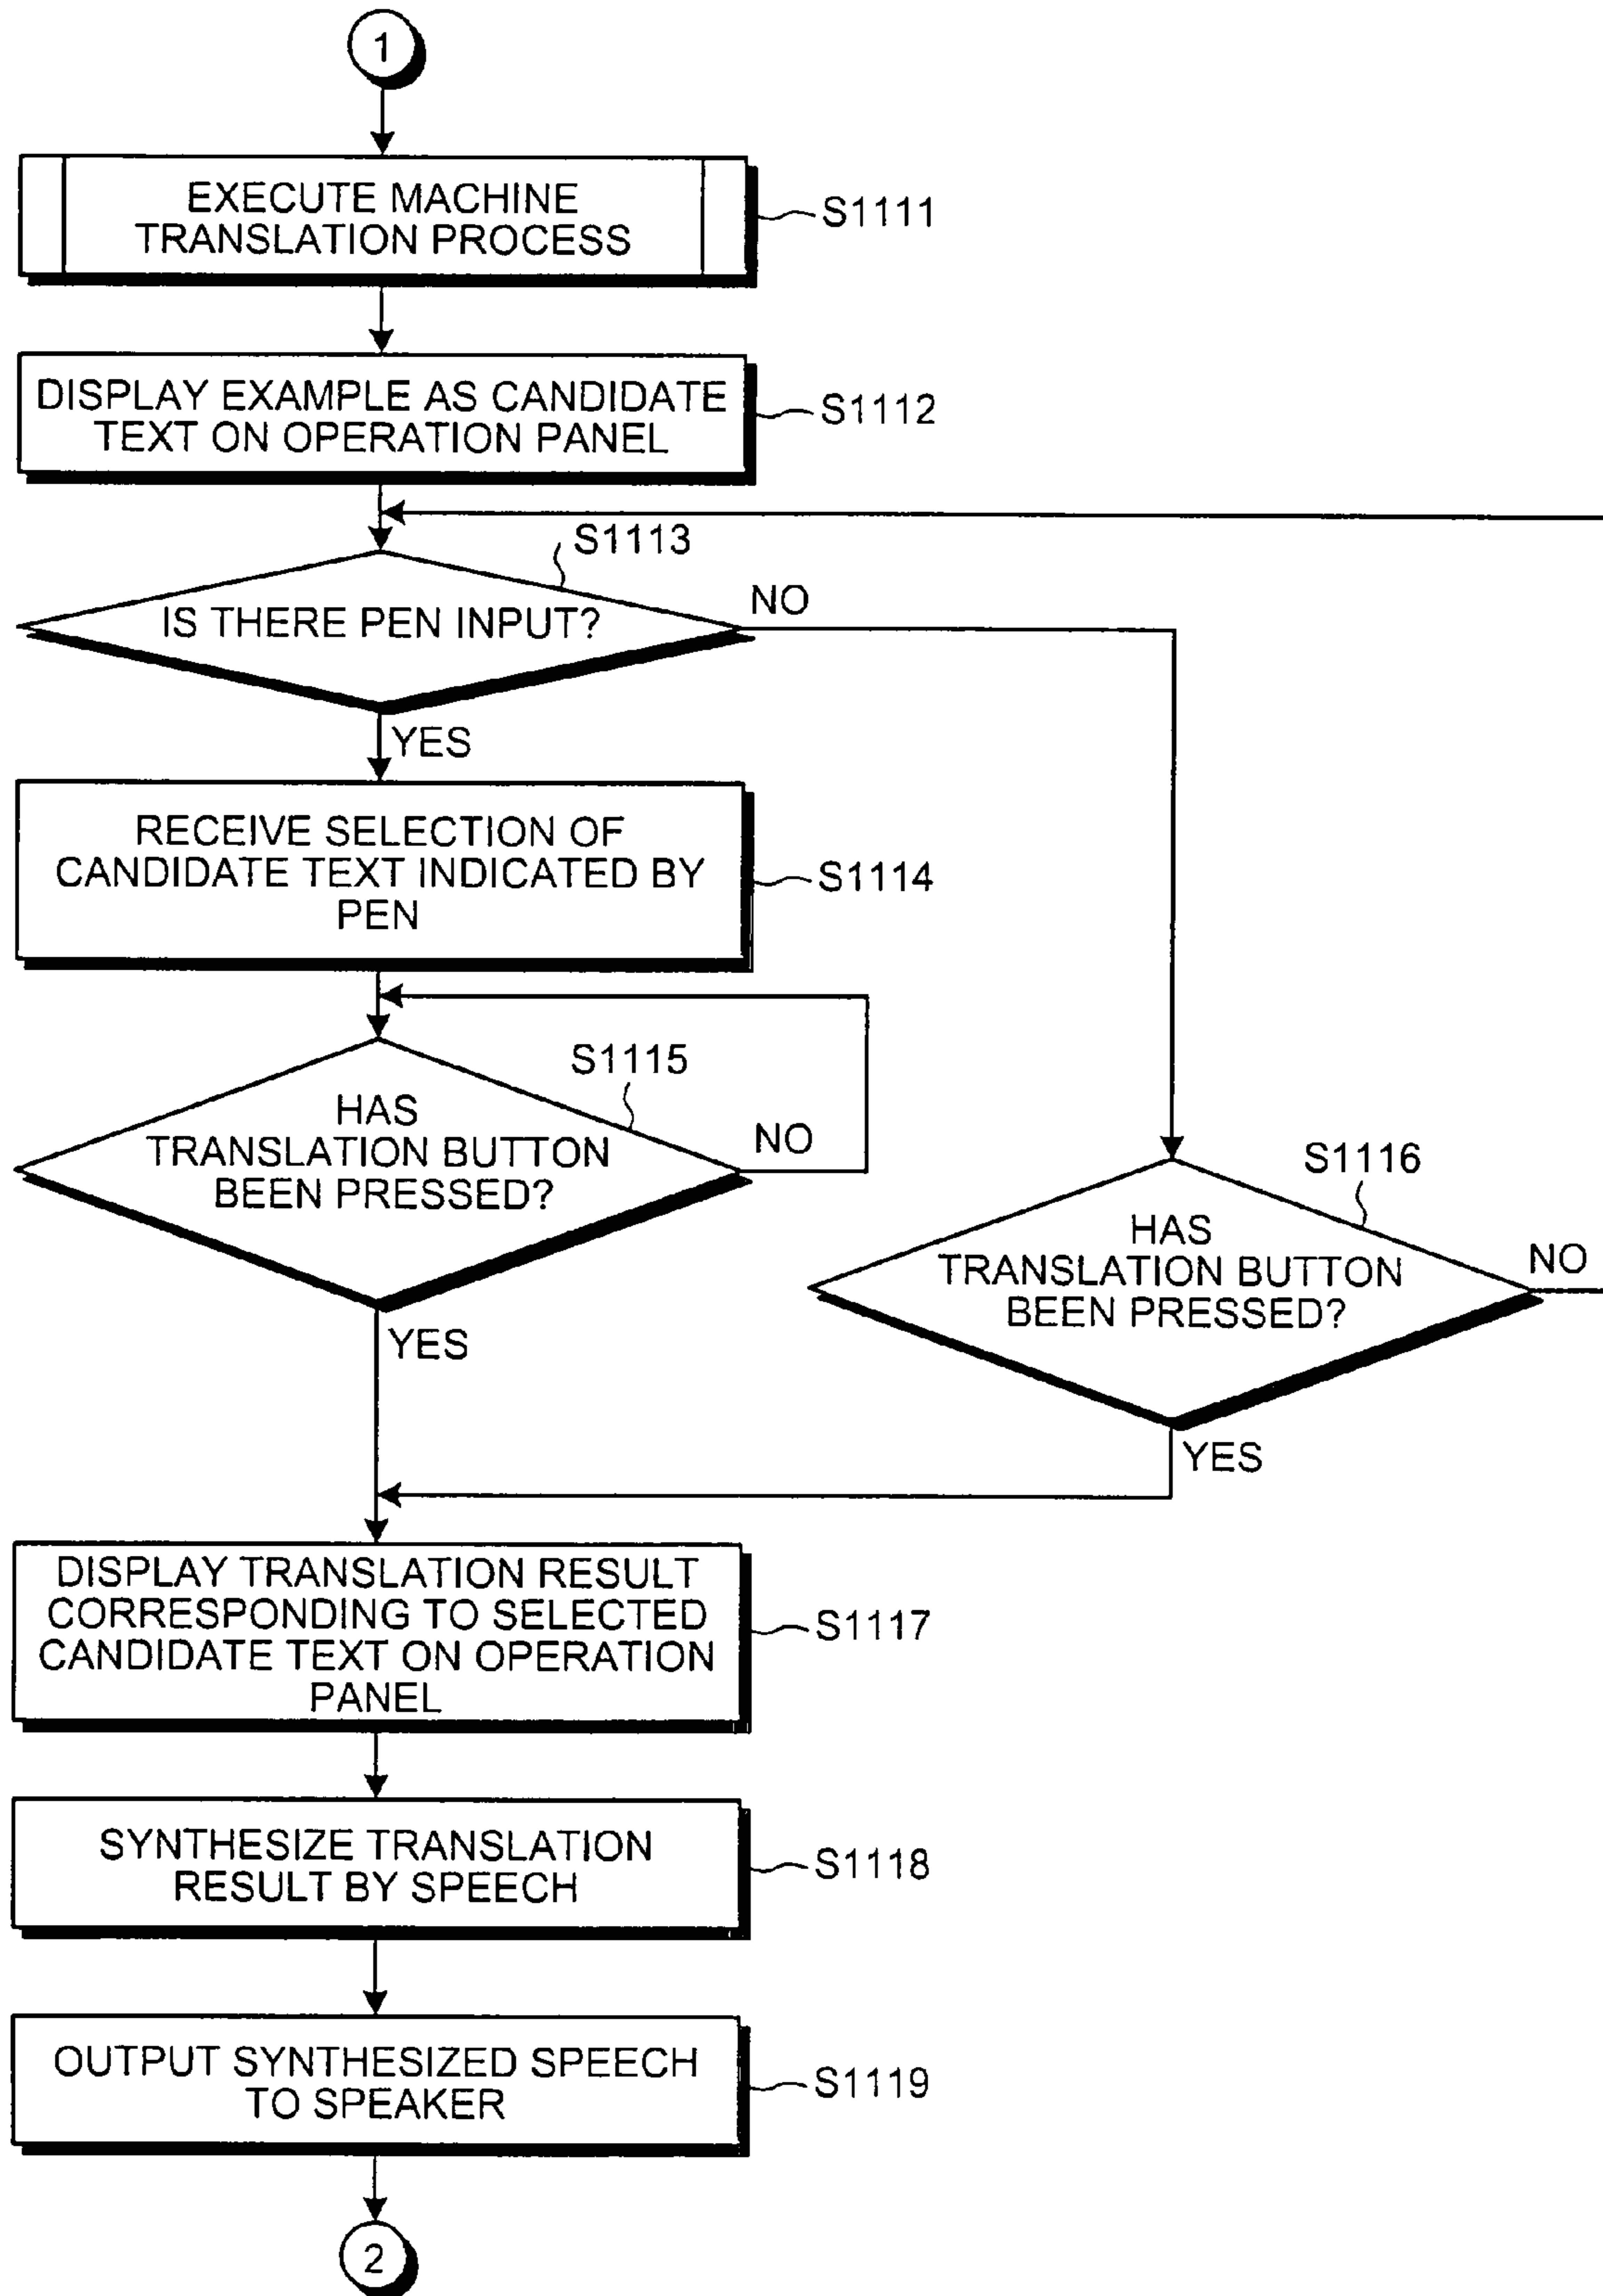 1
EXECUTE MACHINE
TRANSLATION PROCESS
S1111
DISPLAY EXAMPLE AS CANDIDATE
TEXT ON OPERATION PANEL
S1112
S1113
IS THERE PEN INPUT?
NO
YES
RECEIVE SELECTION OF
CANDIDATE TEXT INDICATED BY
PEN
S1114
S1115
HAS
TRANSLATION BUTTON
BEEN PRESSED?
NO
YES
S1116
HAS
TRANSLATION BUTTON
BEEN PRESSED?
NO
YES
DISPLAY TRANSLATION RESULT
CORRESPONDING TO SELECTED
CANDIDATE TEXT ON OPERATION
PANEL
S1117
SYNTHESIZE TRANSLATION
RESULT BY SPEECH
S1118
OUTPUT SYNTHESIZED SPEECH
TO SPEAKER
S1119
2